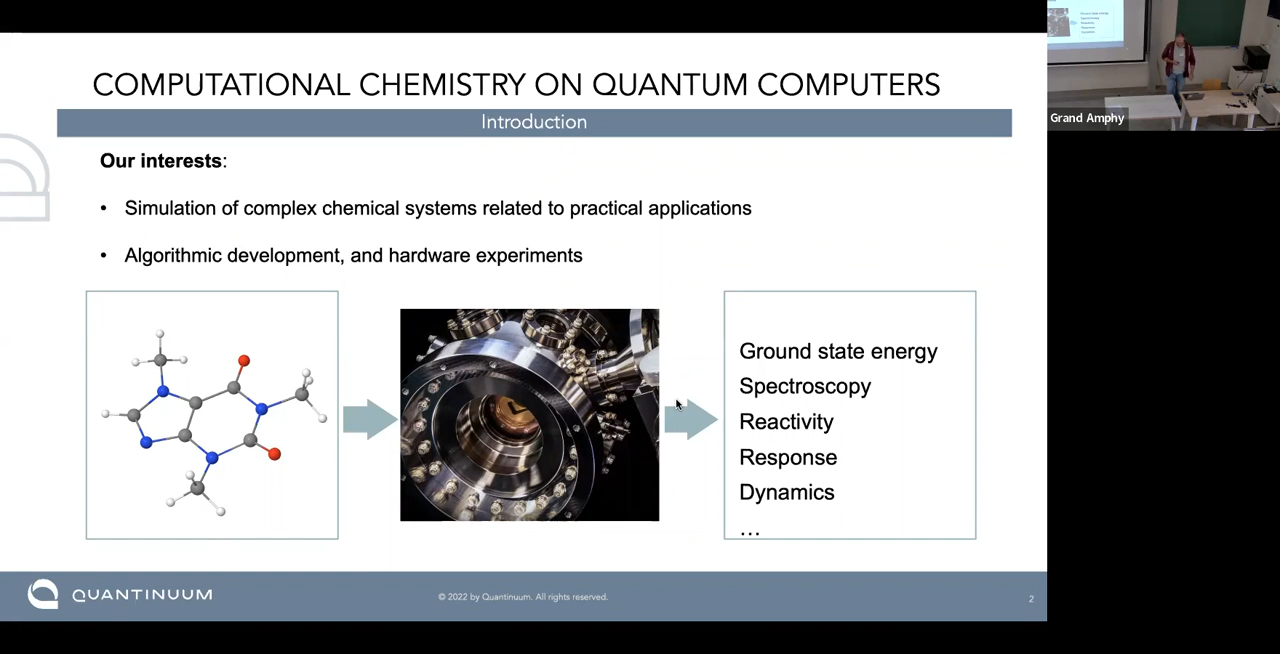 COMPUTATIONAL CHEMISTRY ON QUANTUM COMPUTERS
Introduction
Our interests:
• Simulation of complex chemical systems related to practical applications
• Algorithmic development, and hardware experiments
Ground state energy
Spectroscopy
Reactivity
Response
Dynamics
…
QUANTINUUM
© 2022 by Quantinuum. All rights reserved.
2
Grand Amphy